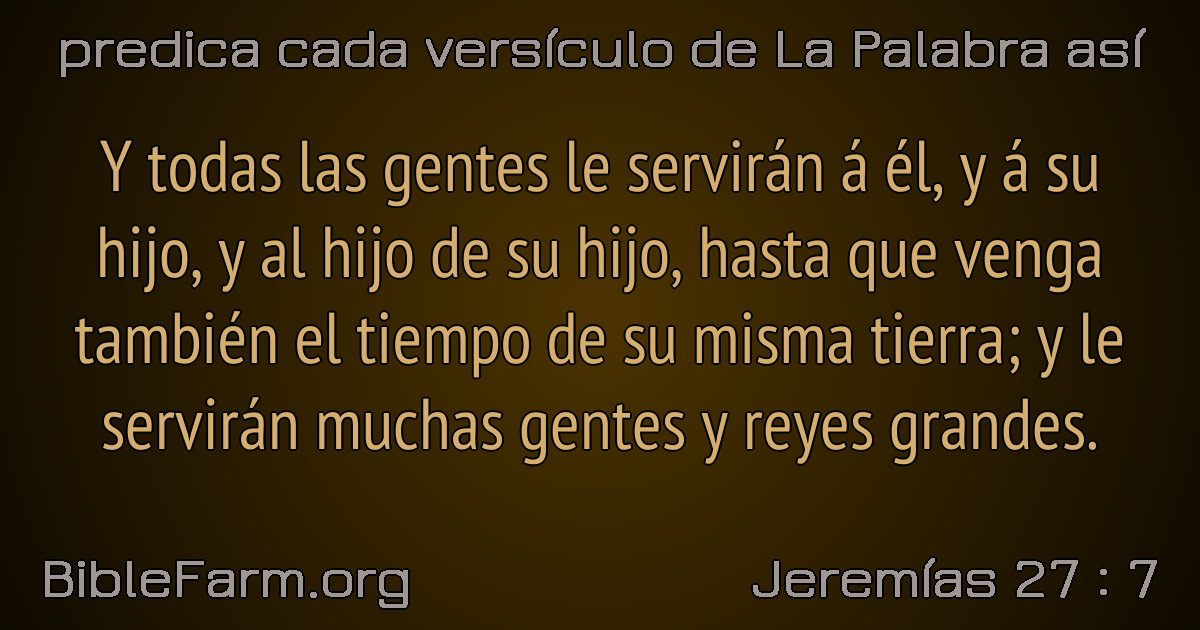 predica cada versículo de La Palabra así
Y todas las gentes le servirán á él, y á su
hijo, y al hijo de su hijo, hasta que venga
también el tiempo de su misma tierra; y le
servirán muchas gentes y reyes grandes.
BibleFarm.org
Jeremías 27 : 7